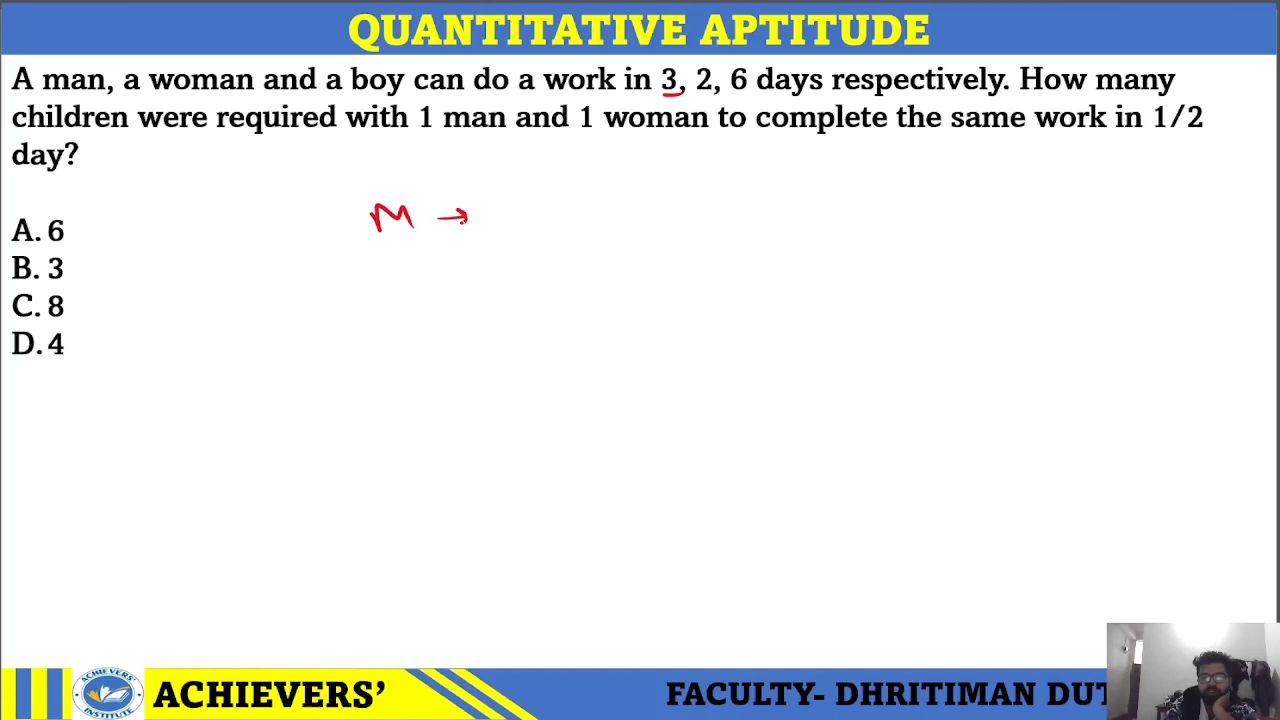 QUANTITATIVE APTITUDE
A man, a woman and a boy can do a work in 3, 2, 6 days respectively. How many
children were required with 1 man and 1 woman to complete the same work in 1/2
day?
M →
A. 6
B. 3
C. 8
D. 4
ACHIEVERS'
INSTITUTE
ACHIEVERS’
FACULTY- DHRITIMAN DUT